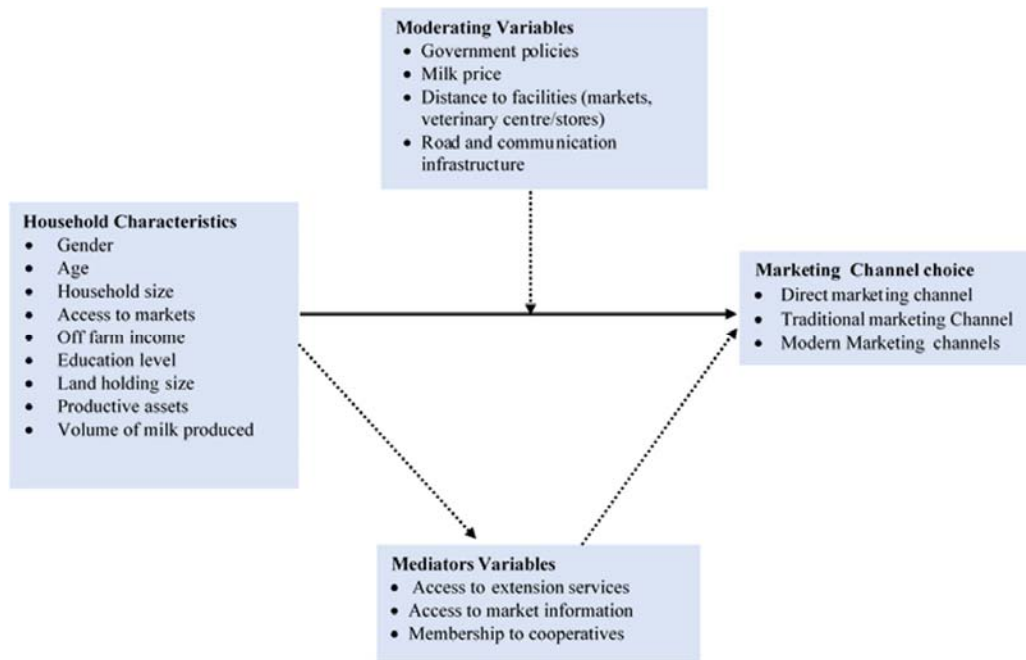 Moderating Variables
• Government policies
• Milk price
• Distance to facilities (markets,
veterinary centre/stores)
• Road and communication
infrastructure
Household Characteristics
• Gender
• Age
• Household size
• Access to markets
• Off farm income
• Education level
• Land holding size
• Productive assets
• Volume of milk produced
Marketing Channel choice
• Direct marketing channel
• Traditional marketing Channel
• Modern Marketing channels
Mediators Variables
• Access to extension services
• Access to market information
• Membership to cooperatives